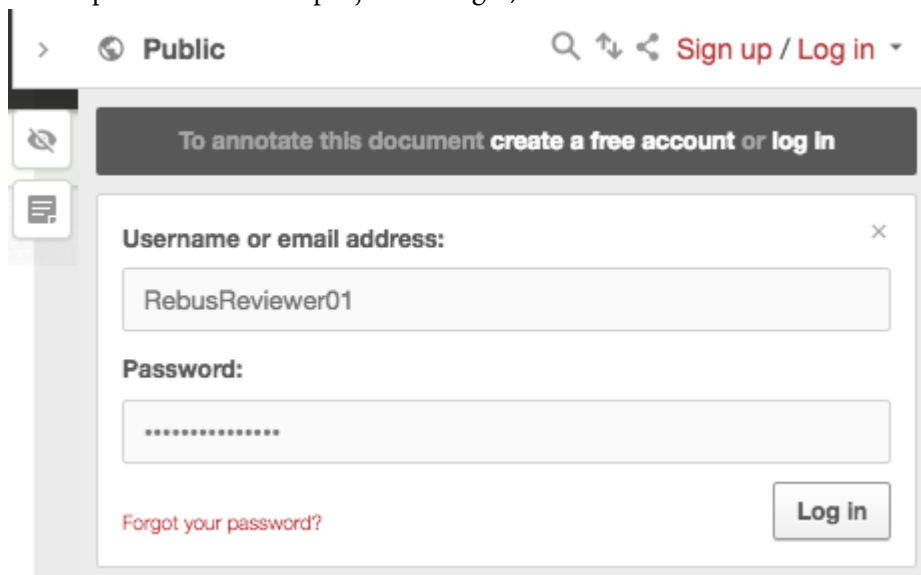 Public
Sign up / Log in
To annotate this document create a free account or log in
Username or email address:
RebusReviewer01
Password:
•••••••••••••••
Forgot your password?
Log in